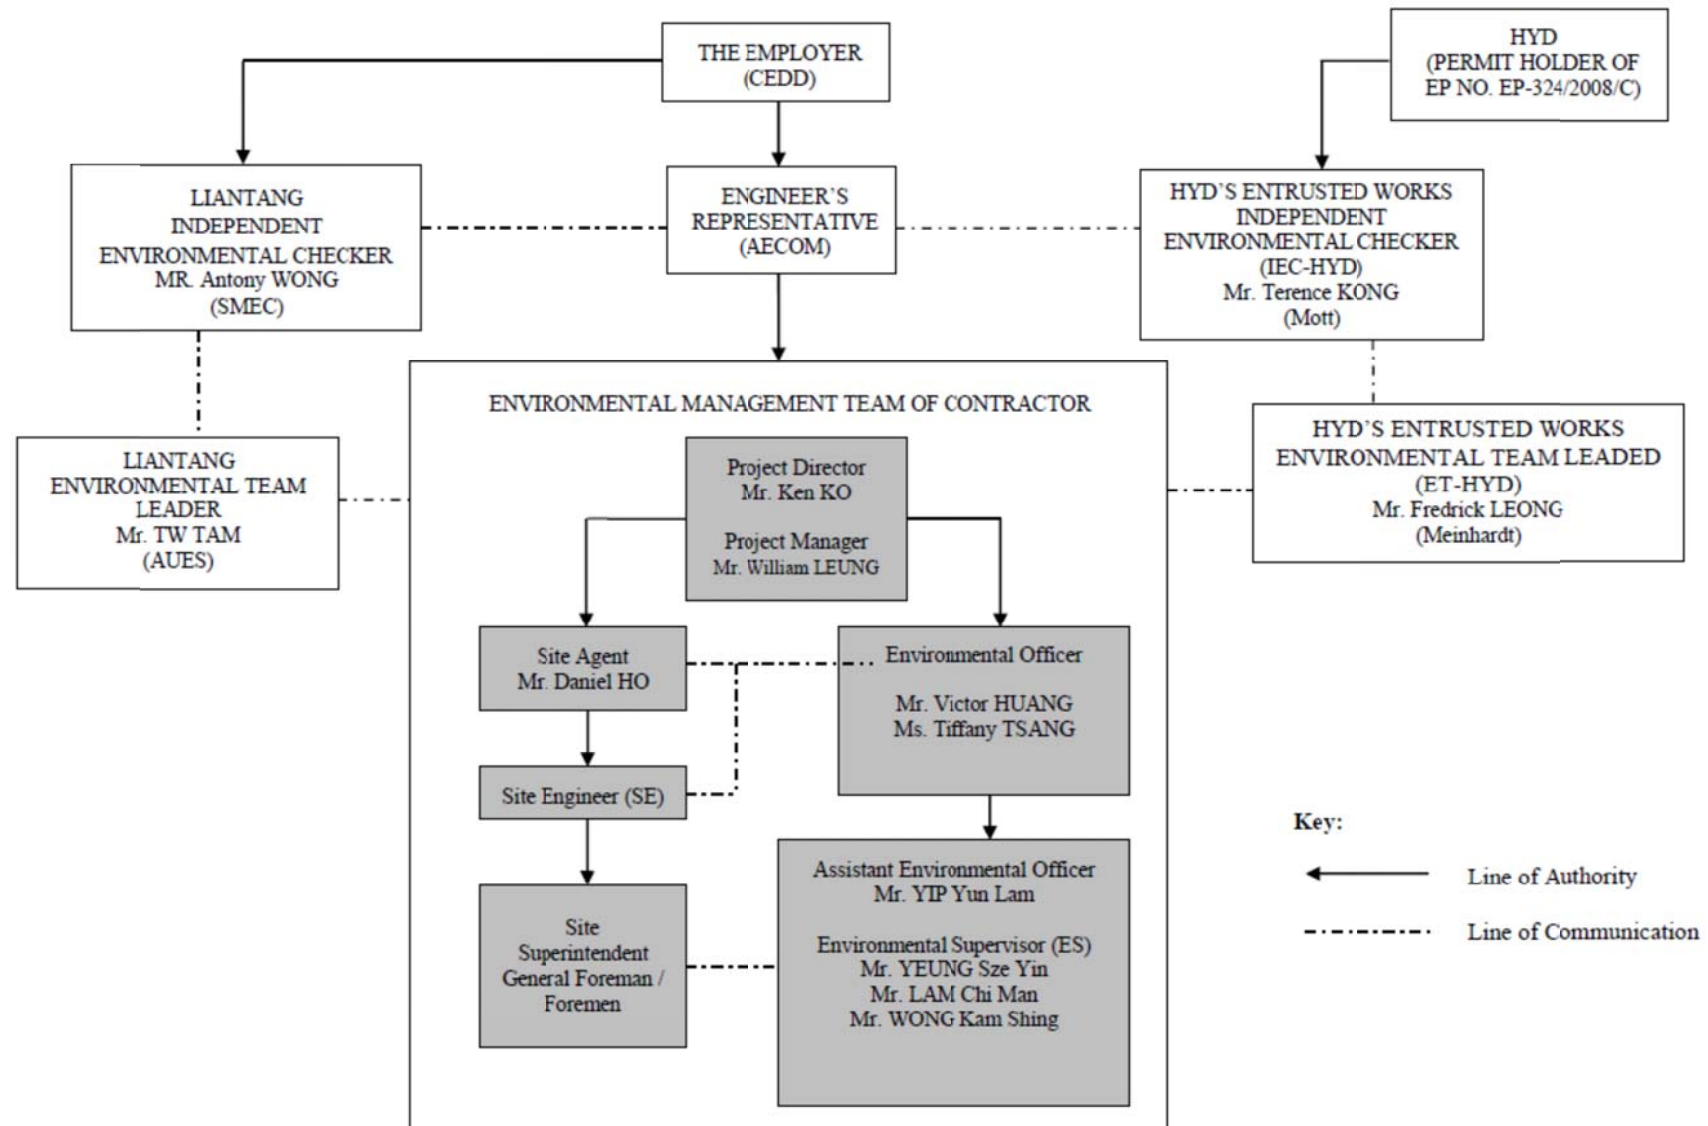 THE EMPLOYER
(CEDD)
HYD
(PERMIT HOLDER OF
EP NO. EP-324/2008/C)
LIANTANG
INDEPENDENT
ENVIRONMENTAL CHECKER
MR. Antony WONG
(SMEC)
ENGINEER'S
REPRESENTATIVE
(AECOM)
HYD'S ENTRUSTED WORKS
INDEPENDENT
ENVIRONMENTAL CHECKER
(IEC-HYD)
Mr. Terence KONG
(Mott)
ENVIRONMENTAL MANAGEMENT TEAM OF CONTRACTOR
LIANTANG
ENVIRONMENTAL TEAM
LEADER
Mr. TW TAM
(AUES)
Project Director
Mr. Ken KO
Project Manager
Mr. William LEUNG
HYD'S ENTRUSTED WORKS
ENVIRONMENTAL TEAM LEADED
(ET-HYD)
Mr. Fredrick LEONG
(Meinhardt)
Site Agent
Mr. Daniel HO
Environmental Officer
Mr. Victor HUANG
Ms. Tiffany TSANG
Site Engineer (SE)
Site
Superintendent
General Foreman /
Foremen
Assistant Environmental Officer
Mr. YIP Yun Lam
Environmental Supervisor (ES)
Mr. YEUNG Sze Yin
Mr. LAM Chi Man
Mr. WONG Kam Shing
Key:
Line of Authority
Line of Communication